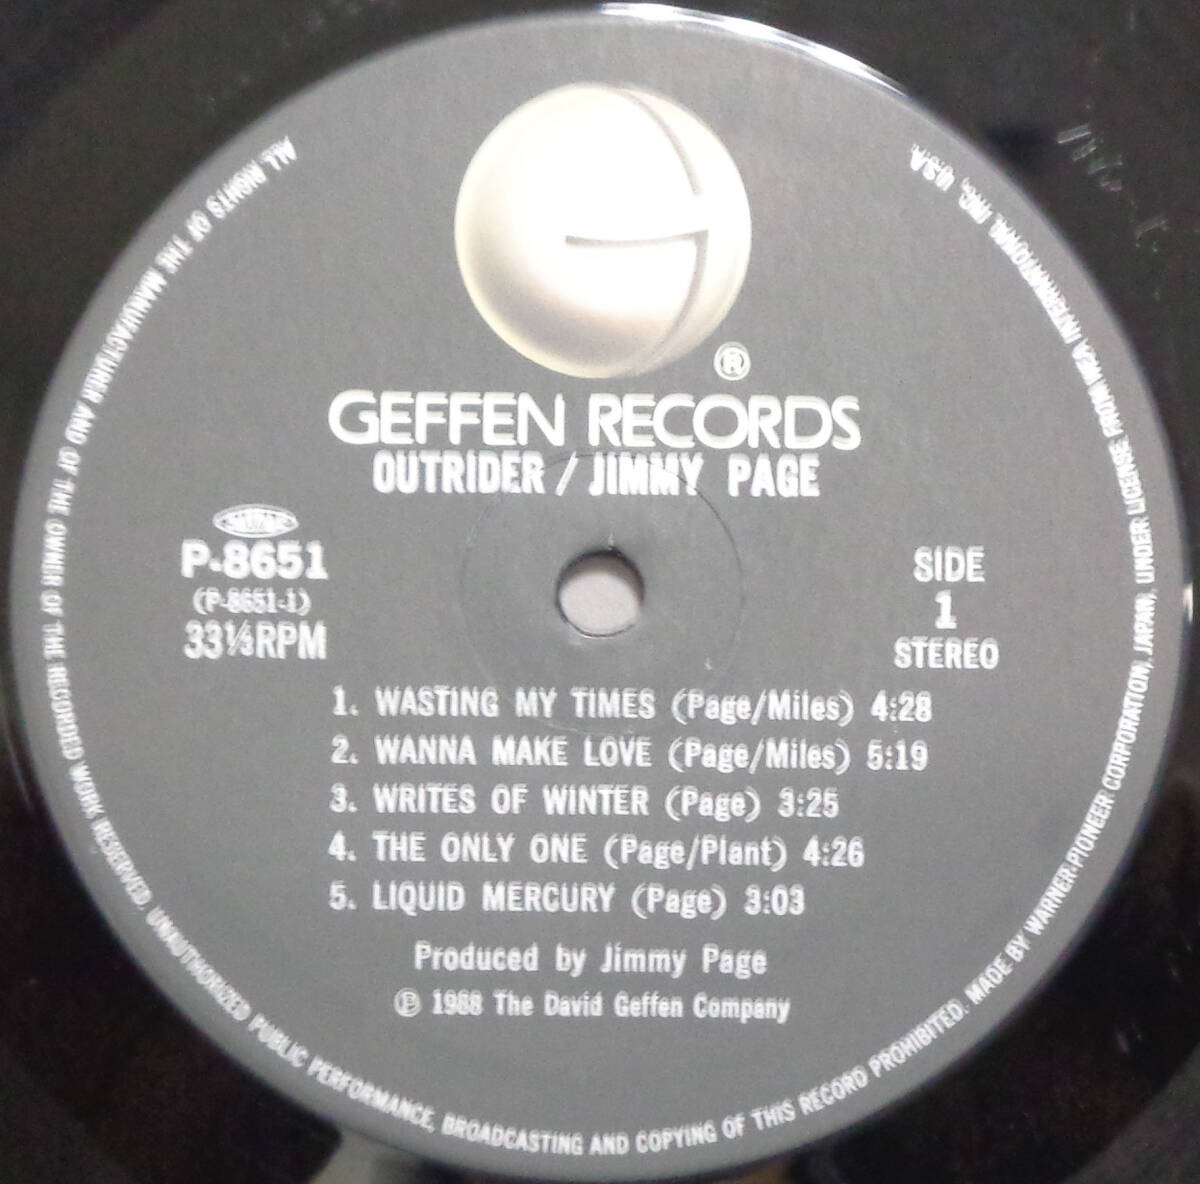 ®
GEFFEN RECORDS
OUTRIDER / JIMMY PAGE
P-8651
(P-8651-1)
33⅓RPM
SIDE
1
STEREO
1. WASTING MY TIMES (Page/Miles) 4:28
2. WANNA MAKE LOVE (Page/Miles) 5:19
3. WRITES OF WINTER (Page) 3:25
4. THE ONLY ONE (Page/Plant) 4:26
5. LIQUID MERCURY (Page) 3:03
Produced by Jimmy Page
℗ 1988 The David Geffen Company
ALL RIGHTS OF THE MANUFACTURER AND OF THE OWNER OF THE RECORDED WORK RESERVED. UNAUTHORIZED PUBLIC PERFORMANCE, BROADCASTING AND COPYING OF THIS RECORD PROHIBITED. MADE BY WARNER-PIONEER CORPORATION, JAPAN, UNDER LICENSE FROM WEA INTERNATIONAL INC., U.S.A.